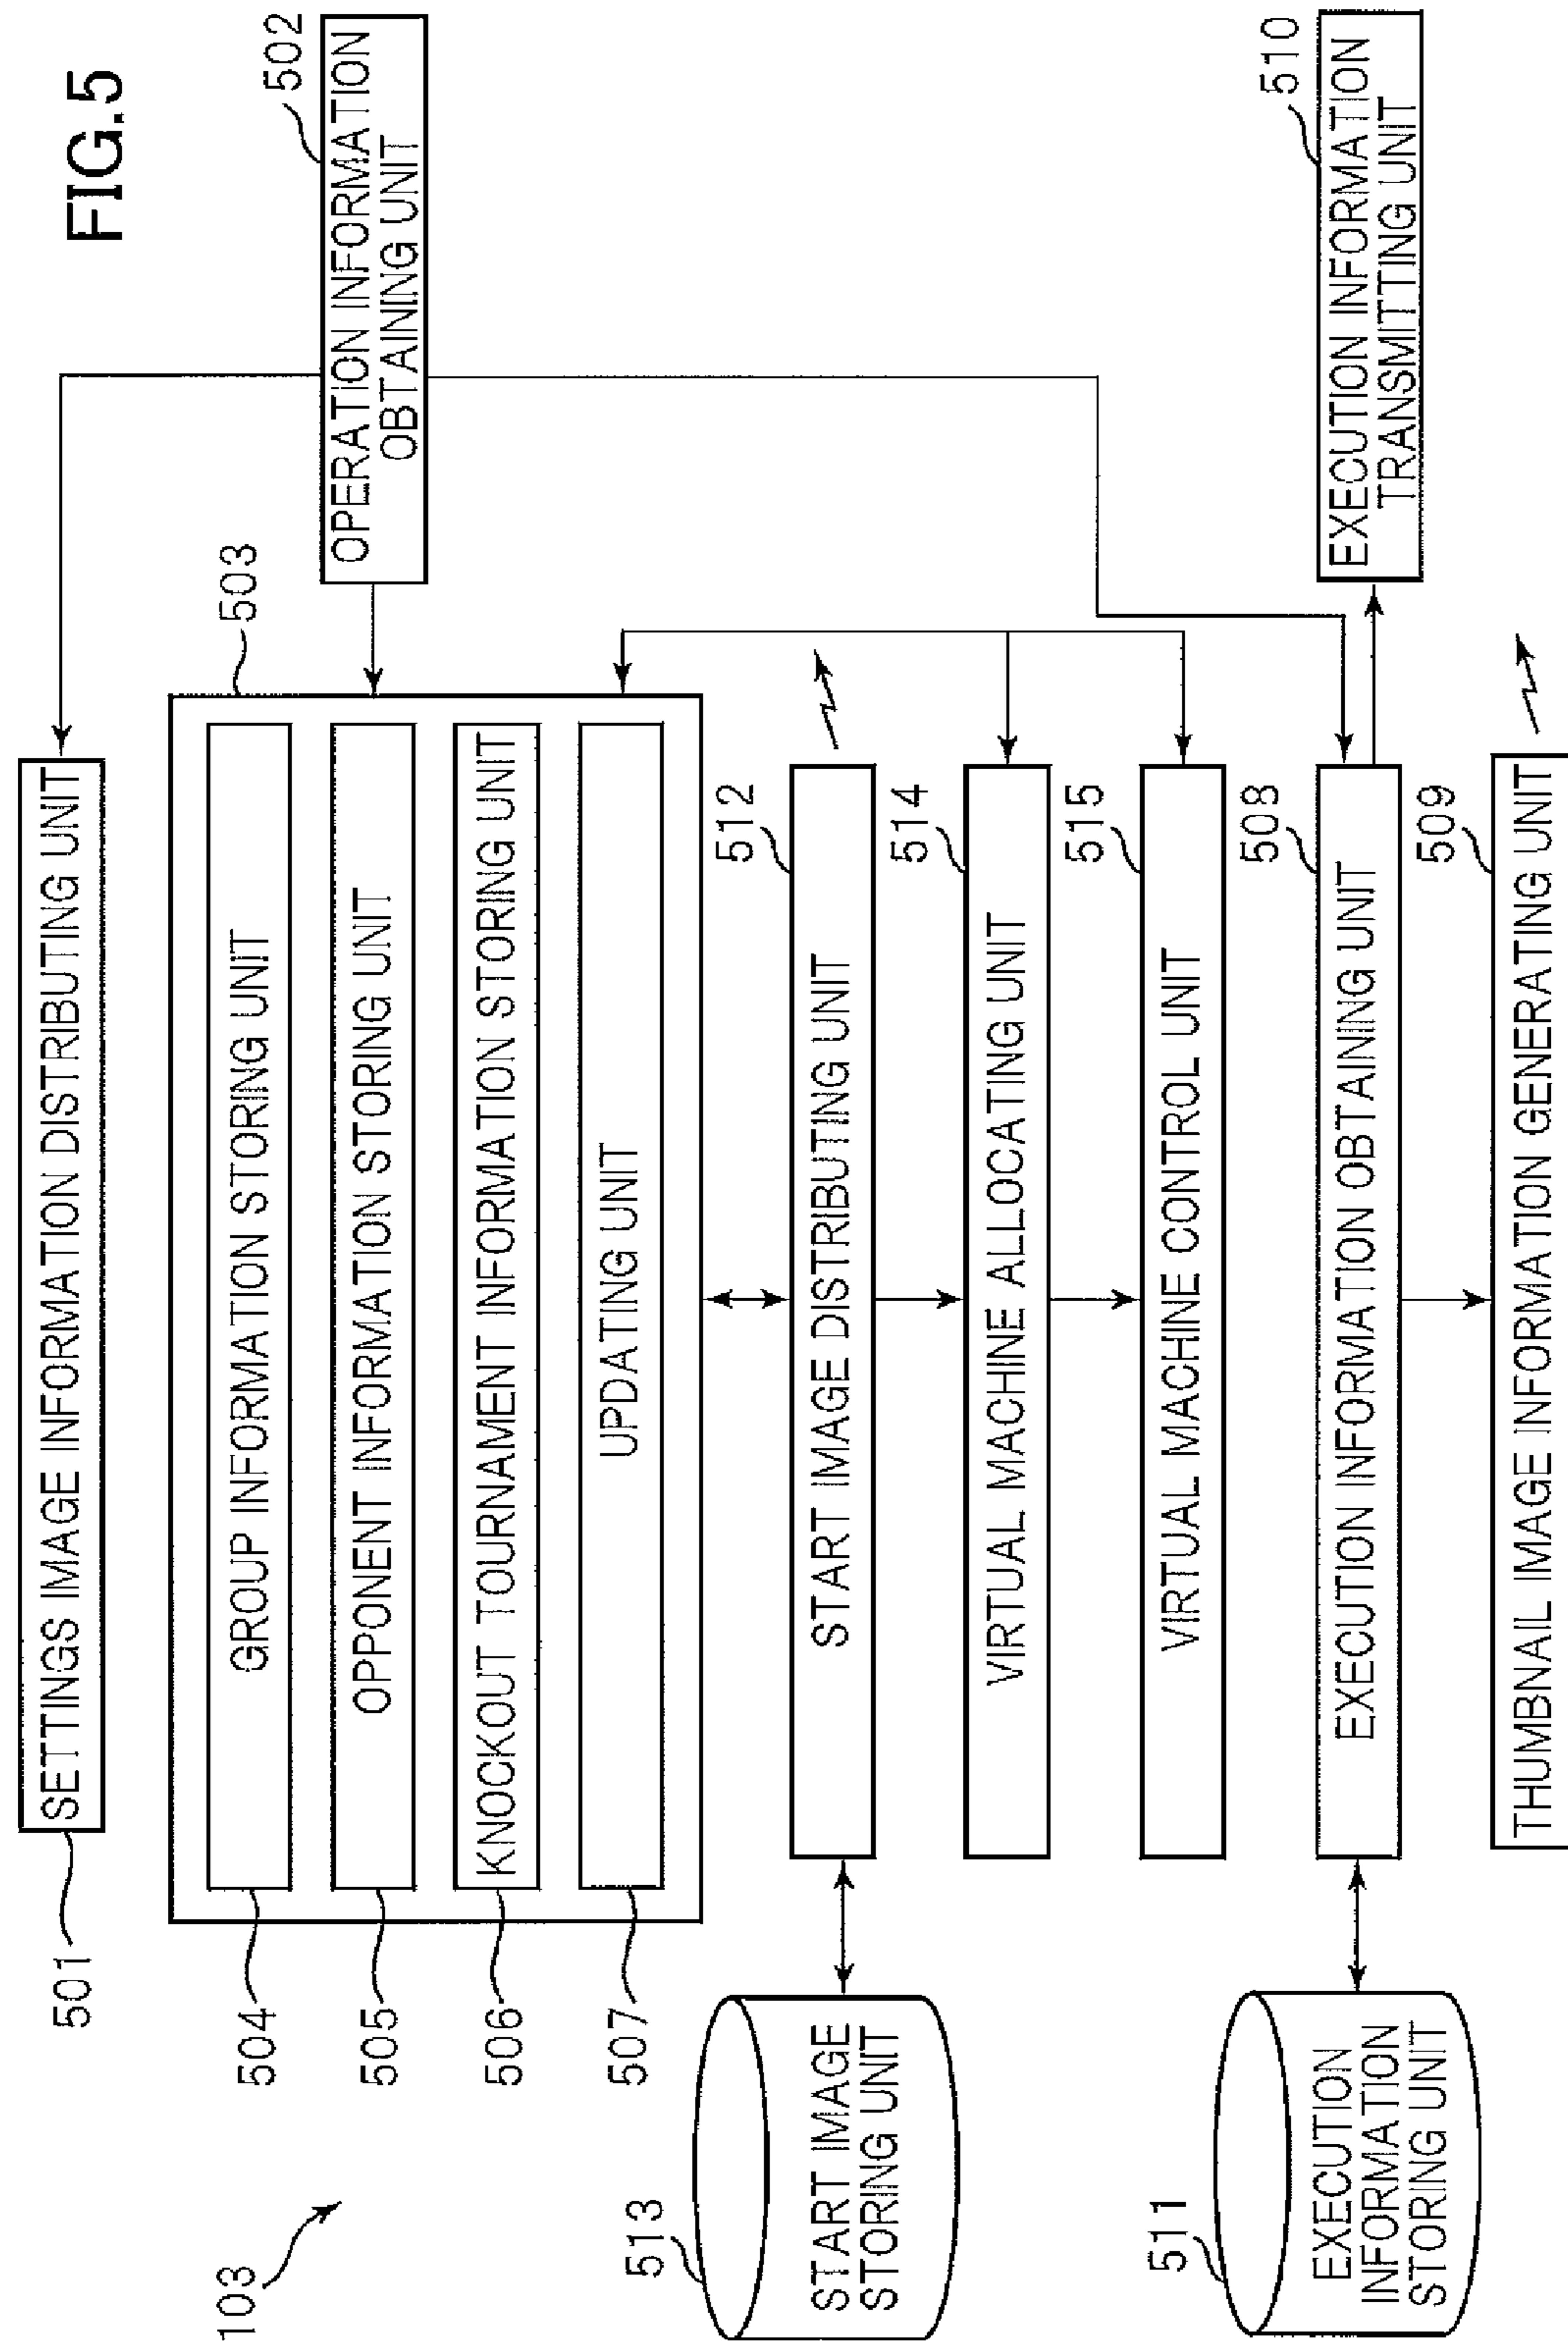 FIG.5
103
501
SETTINGS IMAGE INFORMATION DISTRIBUTING UNIT
502
OPERATION INFORMATION
OBTAINING UNIT
503
504
GROUP INFORMATION STORING UNIT
505
OPPONENT INFORMATION STORING UNIT
506
KNOCKOUT TOURNAMENT INFORMATION STORING UNIT
507
UPDATING UNIT
513
START IMAGE
STORING UNIT
512
START IMAGE DISTRIBUTING UNIT
514
VIRTUAL MACHINE ALLOCATING UNIT
515
VIRTUAL MACHINE CONTROL UNIT
511
EXECUTION
INFORMATION
STORING UNIT
508
EXECUTION INFORMATION OBTAINING UNIT
510
EXECUTION INFORMATION
TRANSMITTING UNIT
509
THUMBNAIL IMAGE INFORMATION GENERATING UNIT